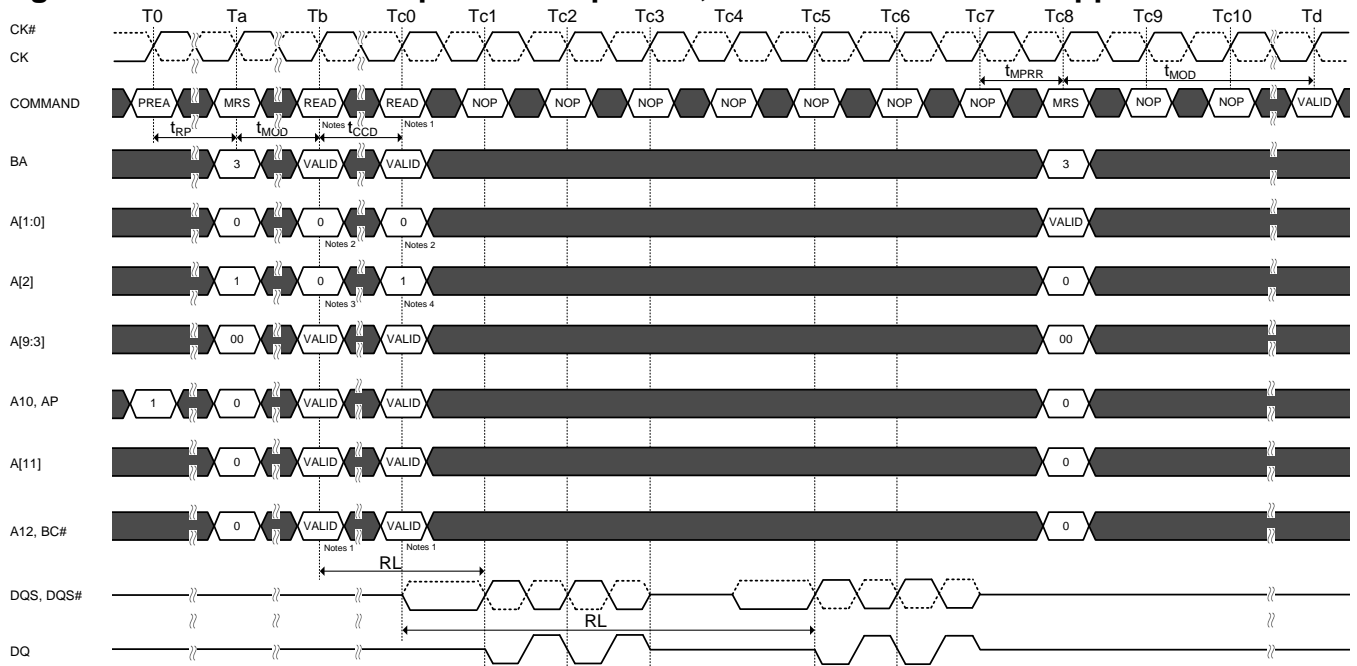 T0 Ta Tb Tc0 Tc1 Tc2 Tc3 Tc4 Tc5 Tc6 Tc7 Tc8 Tc9 Tc10 Td
CK#
CK
tMPRR tMOD
COMMAND PREA MRS READ READ NOP NOP NOP NOP NOP NOP NOP MRS NOP NOP VALID
Notes 1 Notes 1
tRP tMOD tCCD
BA 3 VALID VALID 3
A[1:0] 0 0 0 VALID
Notes 2 Notes 2
A[2] 1 0 1 0
Notes 3 Notes 4
A[9:3] 00 VALID VALID 00
A10, AP 1 0 VALID VALID 0
A[11] 0 VALID VALID 0
A12, BC# 0 VALID VALID 0
Notes 1 Notes 1
RL
DQS, DQS#
RL
DQ